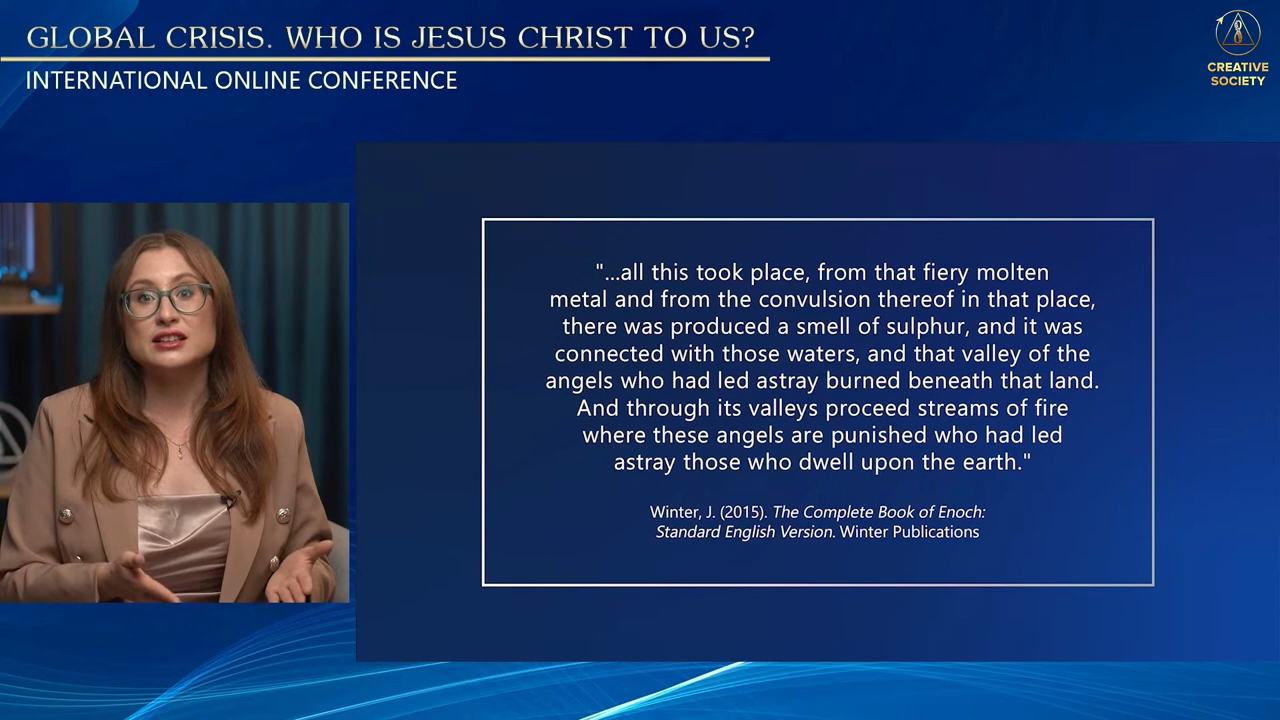 GLOBAL CRISIS. WHO IS JESUS CHRIST TO US?
INTERNATIONAL ONLINE CONFERENCE
CREATIVE
SOCIETY
"...all this took place, from that fiery molten
metal and from the convulsion thereof in that place,
there was produced a smell of sulphur, and it was
connected with those waters, and that valley of the
angels who had led astray burned beneath that land.
And through its valleys proceed streams of fire
where these angels are punished who had led
astray those who dwell upon the earth."
Winter, J. (2015). The Complete Book of Enoch:
Standard English Version. Winter Publications